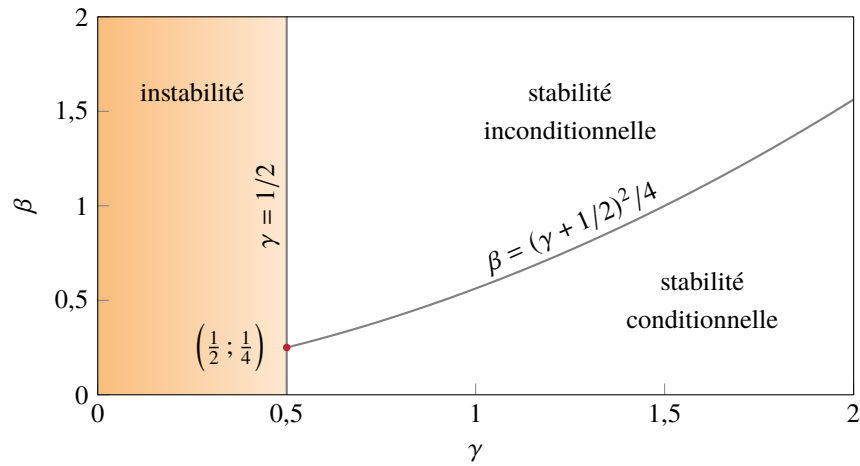 2
1,5
1
0,5
0
β
instabilité
γ = 1/2
(1/2 ; 1/4)
stabilité
inconditionnelle
β = (γ + 1/2)²/4
stabilité
conditionnelle
0
0,5
1
1,5
2
γ